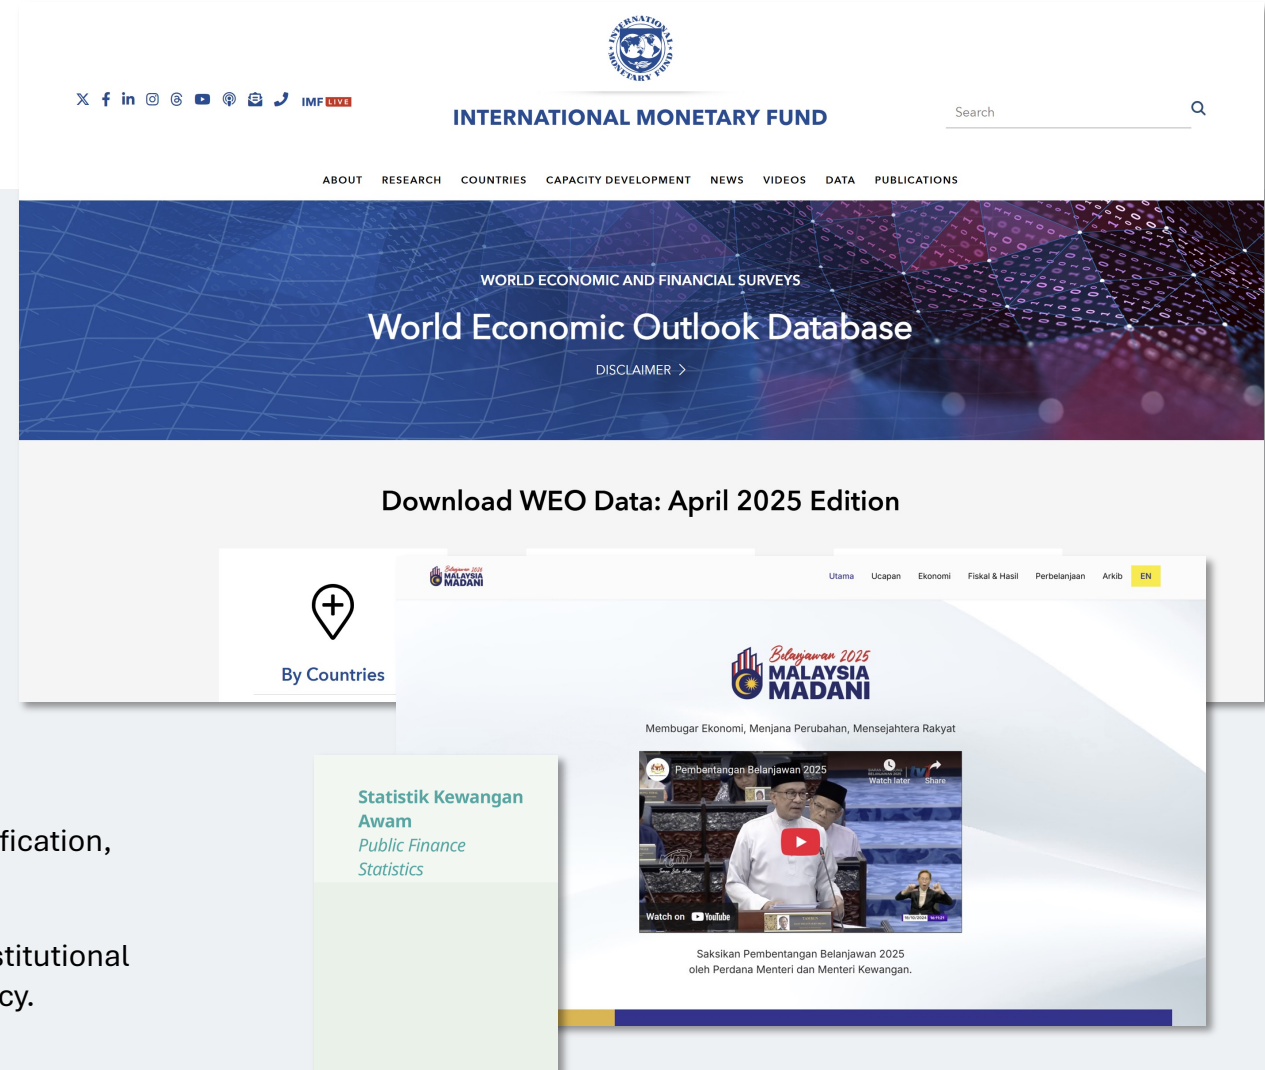 INTERNATIONAL MONETARY FUND
IMF LIVE
INTERNATIONAL MONETARY FUND
Search
ABOUT RESEARCH COUNTRIES CAPACITY DEVELOPMENT NEWS VIDEOS DATA PUBLICATIONS
WORLD ECONOMIC AND FINANCIAL SURVEYS
World Economic Outlook Database
DISCLAIMER >
Download WEO Data: April 2025 Edition
By Countries
MALAYSIA
MADANI
Utama Ucapan Ekonomi Fiskal & Hasil Perbelanjaan Arkib EN
Belanjawan 2025
MALAYSIA
MADANI
Membugar Ekonomi, Menjana Perubahan, Mensejahtera Rakyat
Pembentangan Belanjawan 2025
Watch later Share
Watch on YouTube
Saksikan Pembentangan Belanjawan 2025
oleh Perdana Menteri dan Menteri Kewangan.
Statistik Kewangan
Awam
Public Finance
Statistics
fication,
stitutional
cy.